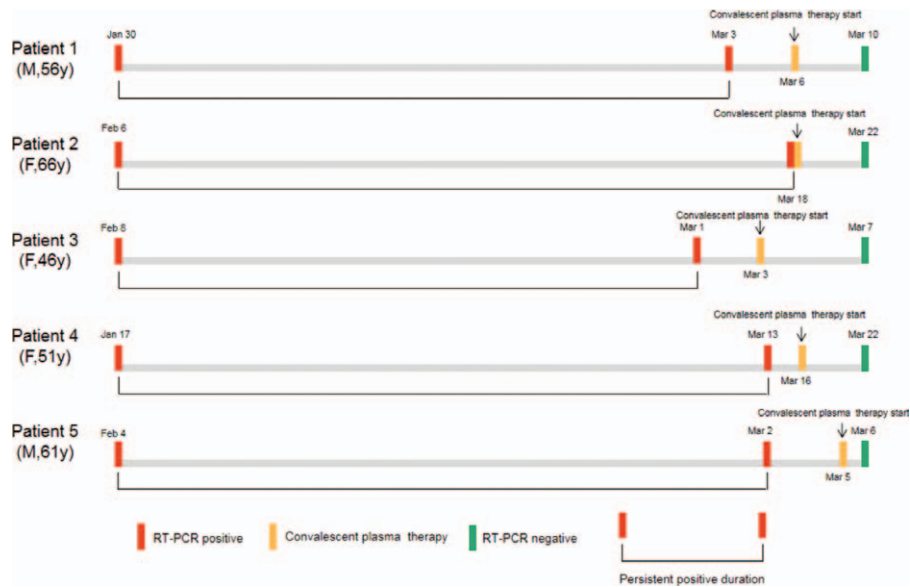 Convalescent plasma therapy start
Jan 30
Mar 3
Mar 10
Patient 1
(M,56y)
Mar 6
Convalescent plasma therapy start
Feb 6
Mar 22
Patient 2
(F,66y)
Mar 18
Convalescent plasma therapy start
Feb 8
Mar 1
Mar 7
Patient 3
(F,46y)
Mar 3
Convalescent plasma therapy start
Jan 17
Mar 13
Mar 22
Patient 4
(F,51y)
Mar 16
Convalescent plasma therapy start
Feb 4
Mar 2
Mar 6
Patient 5
(M,61y)
Mar 5
RT-PCR positive
Convalescent plasma therapy
RT-PCR negative
Persistent positive duration